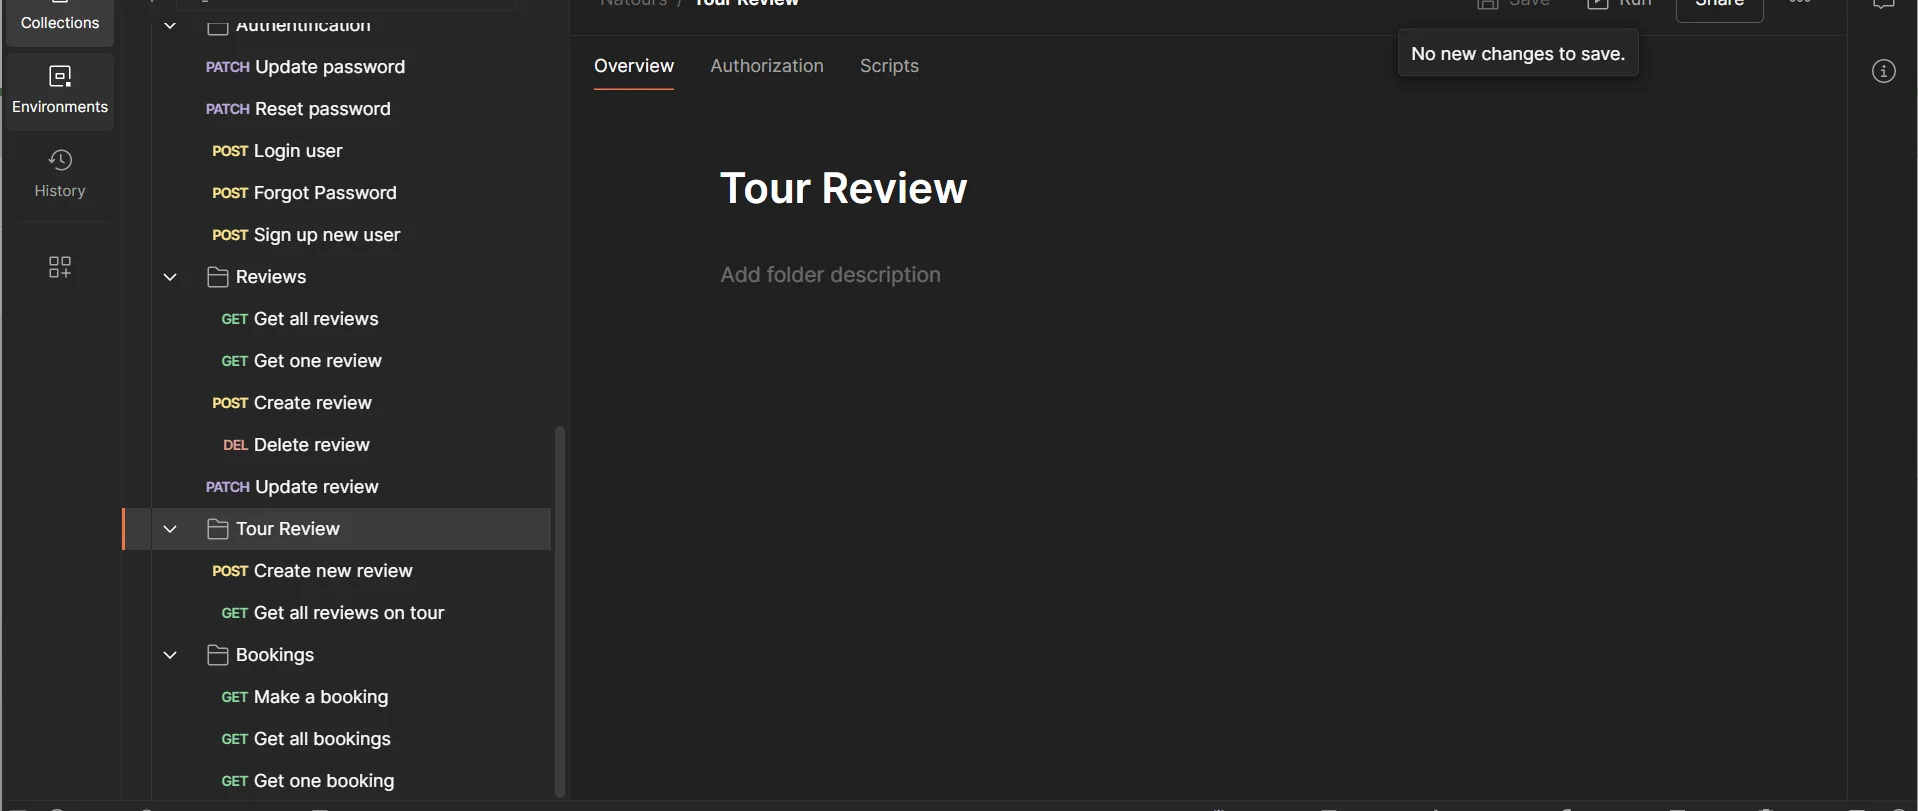 Collections
Environments
History
Authentification
PATCH Update password
PATCH Reset password
POST Login user
POST Forgot Password
POST Sign up new user
Reviews
GET Get all reviews
GET Get one review
POST Create review
DEL Delete review
PATCH Update review
Tour Review
POST Create new review
GET Get all reviews on tour
Bookings
GET Make a booking
GET Get all bookings
GET Get one booking
Natours / Tour Review
Save Run Share
No new changes to save.
Overview Authorization Scripts
Tour Review
Add folder description